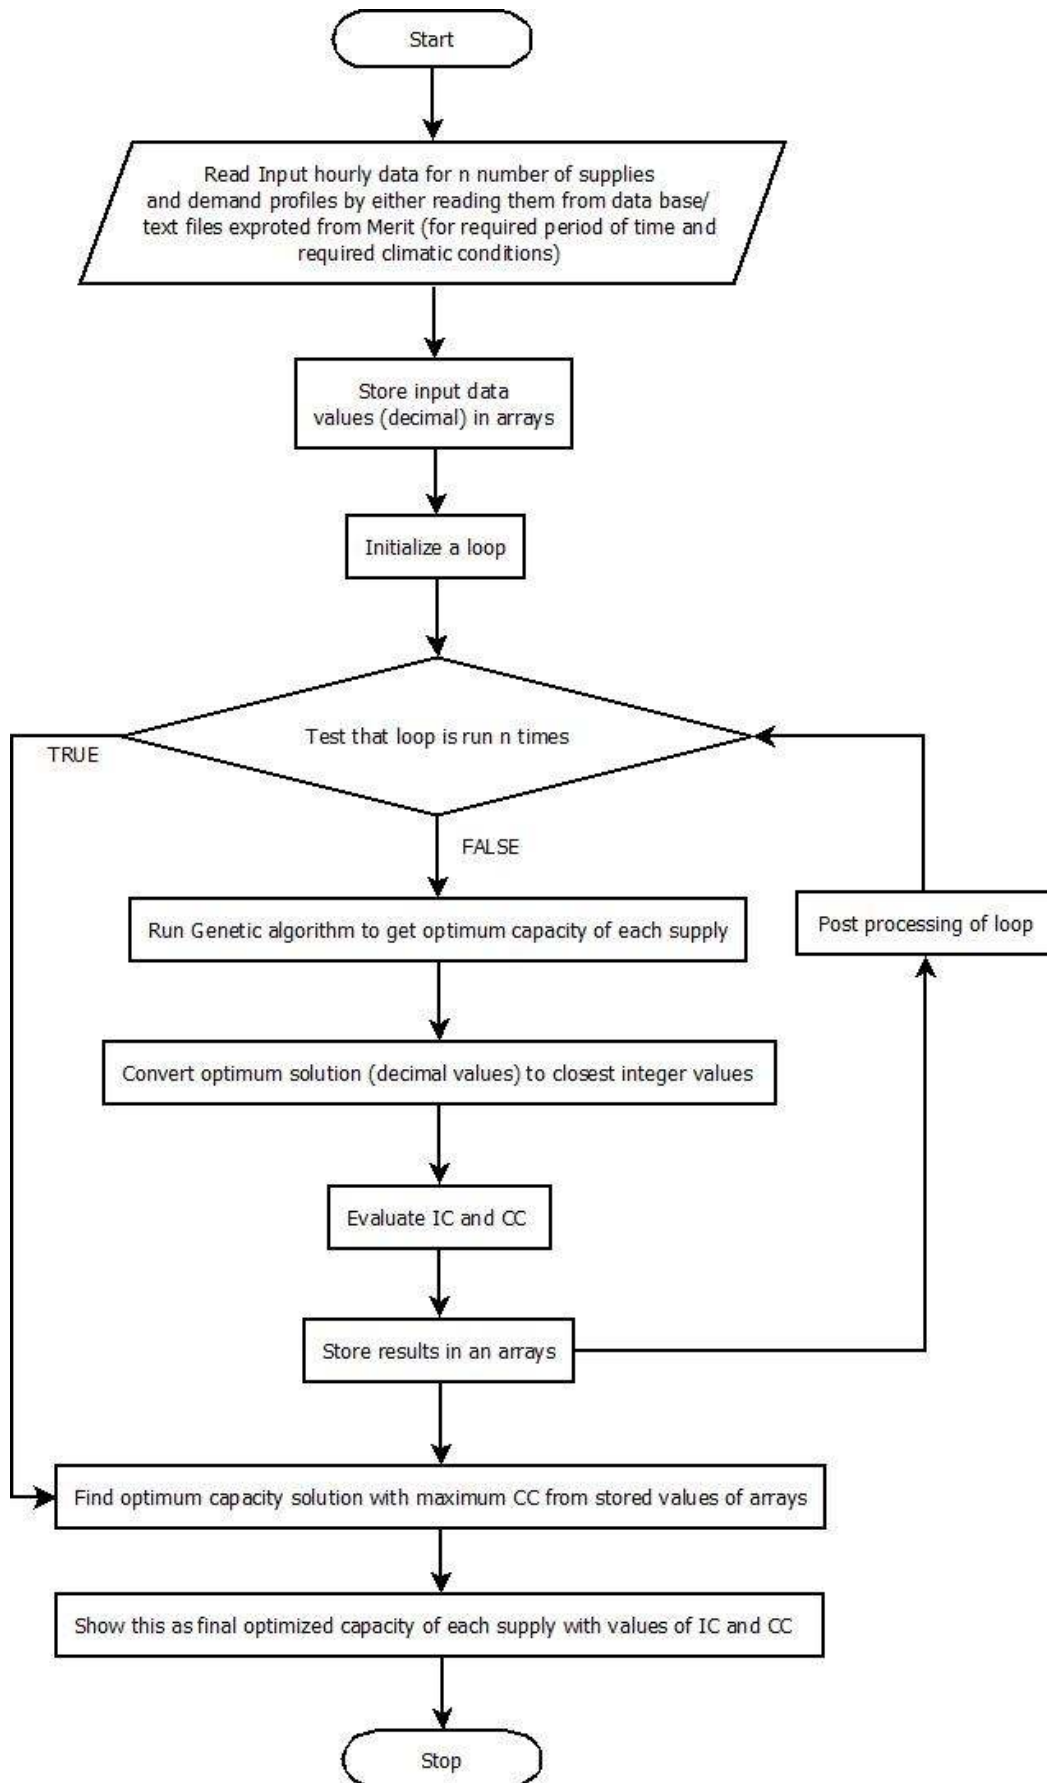 Start
Read Input hourly data for n number of supplies
and demand profiles by either reading them from data base/
text files exproted from Merit (for required period of time and
required climatic conditions)
Store input data
values (decimal) in arrays
Initialize a loop
Test that loop is run n times
TRUE
FALSE
Run Genetic algorithm to get optimum capacity of each supply
Post processing of loop
Convert optimum solution (decimal values) to closest integer values
Evaluate IC and CC
Store results in an arrays
Find optimum capacity solution with maximum CC from stored values of arrays
Show this as final optimized capacity of each supply with values of IC and CC
Stop